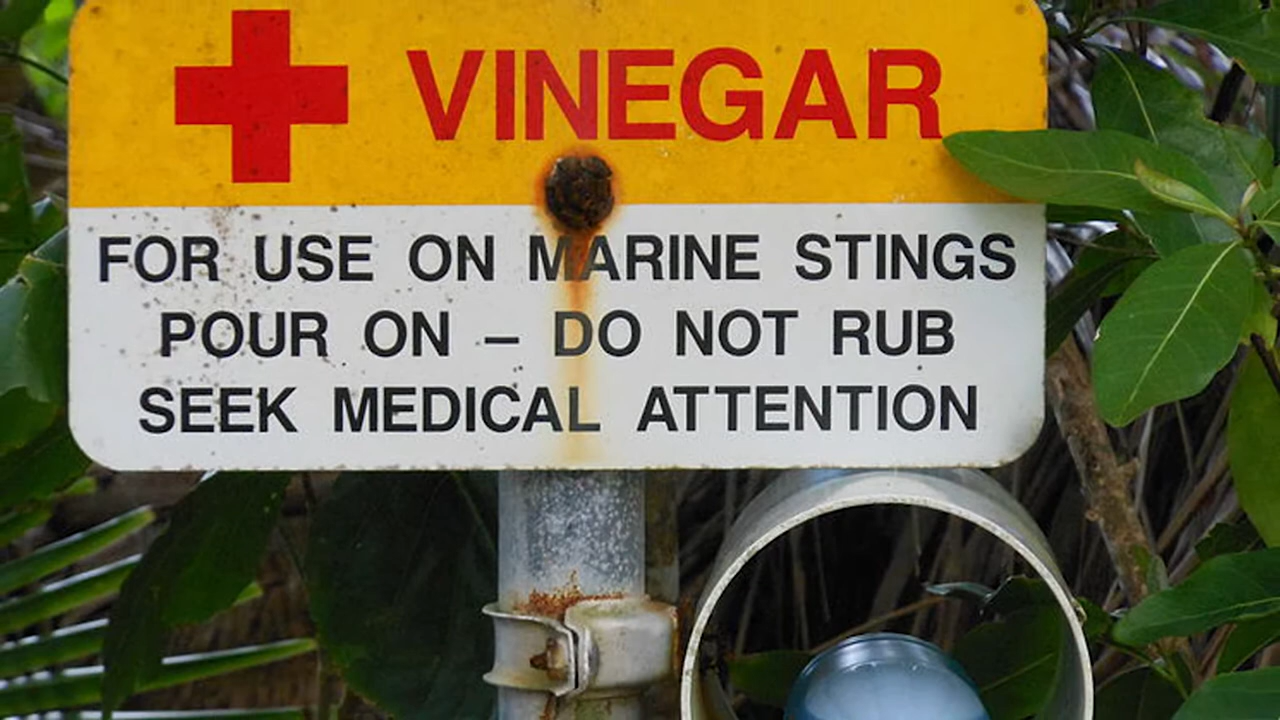 VINEGAR
FOR USE ON MARINE STINGS
POUR ON – DO NOT RUB
SEEK MEDICAL ATTENTION